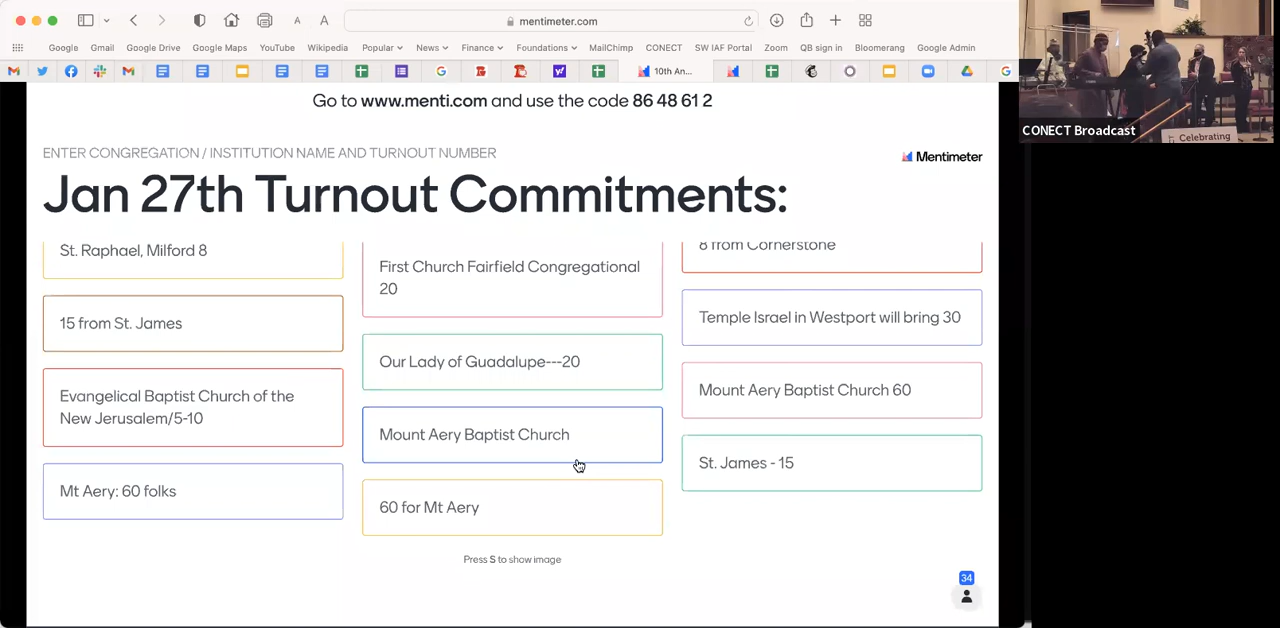 mentimeter.com
Google
Gmail
Google Drive
Google Maps
YouTube
Wikipedia
Popular
News
Finance
Foundations
MailChimp
CONECT
SW IAF Portal
Zoom
QB sign in
Bloomerang
Google Admin
10th An...
CONECT Broadcast
Celebrating
Go to www.menti.com and use the code 86 48 61 2
ENTER CONGREGATION / INSTITUTION NAME AND TURNOUT NUMBER
Mentimeter
Jan 27th Turnout Commitments:
St. Raphael, Milford 8
15 from St. James
Evangelical Baptist Church of the
New Jerusalem/5-10
Mt Aery: 60 folks
First Church Fairfield Congregational
20
Our Lady of Guadalupe---20
Mount Aery Baptist Church
60 for Mt Aery
8 from Cornerstone
Temple Israel in Westport will bring 30
Mount Aery Baptist Church 60
St. James - 15
Press S to show image
34